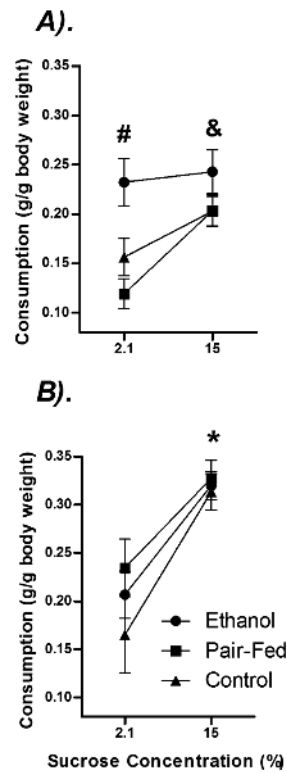 A).
Consumption (g/g body weight)
0.35
0.30
0.25
0.20
0.15
0.10
#
&
2.1
15
B).
Consumption (g/g body weight)
0.35
0.30
0.25
0.20
0.15
0.10
*
Ethanol
Pair-Fed
Control
2.1
15
Sucrose Concentration (%)